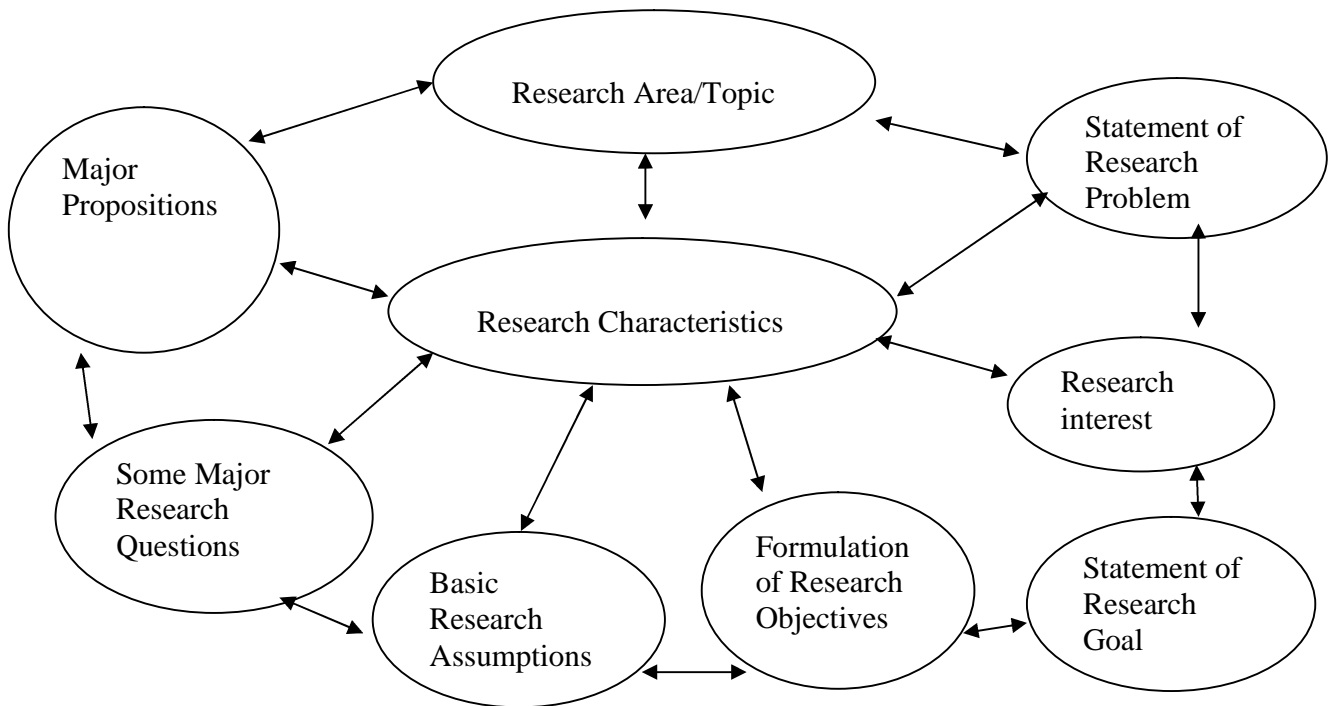 Research Area/Topic
Statement of
Research
Problem
Major
Propositions
Research Characteristics
Research
interest
Some Major
Research
Questions
Basic
Research
Assumptions
Formulation
of Research
Objectives
Statement of
Research
Goal